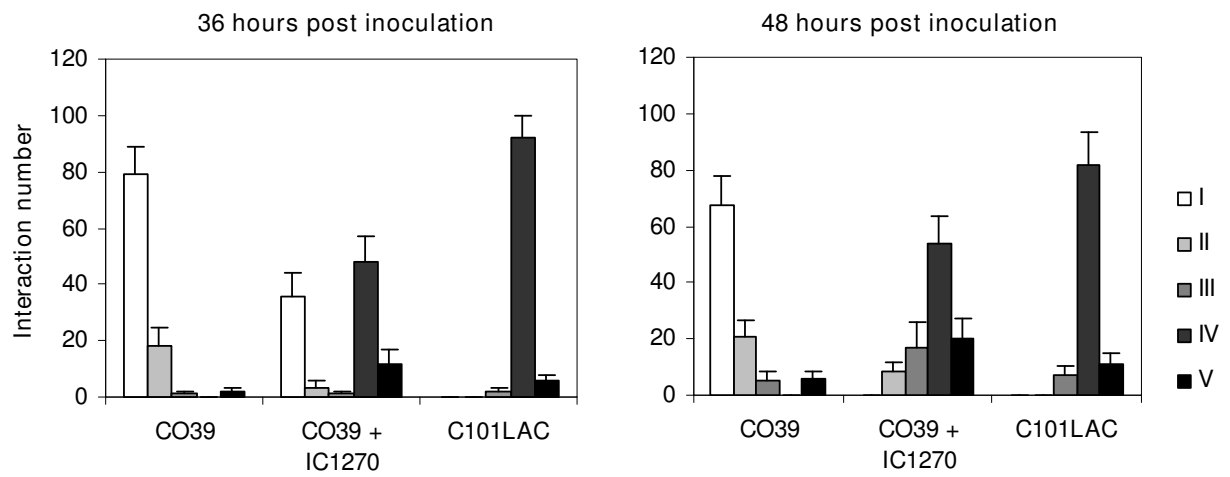 36 hours post inoculation
48 hours post inoculation
Interaction number
120
100
80
60
40
20
0
CO39
CO39 +
IC1270
C101LAC
120
100
80
60
40
20
0
CO39
CO39 +
IC1270
C101LAC
I
II
III
IV
V